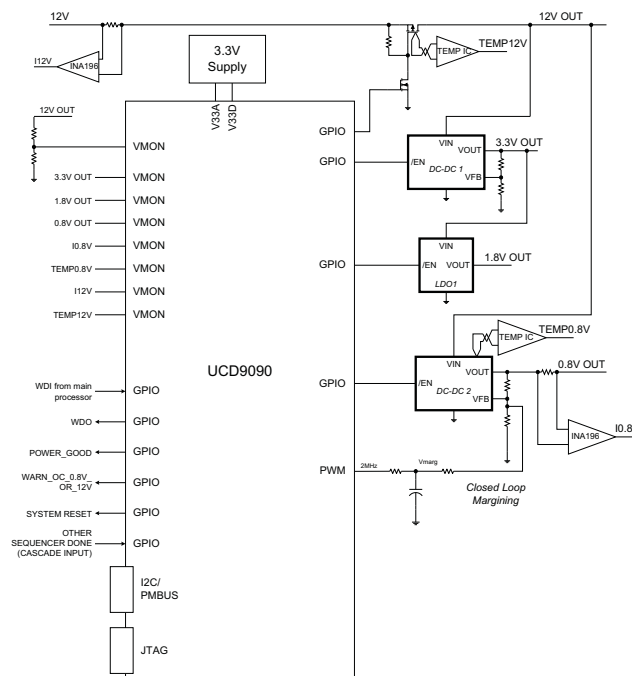 12V
12V OUT
TEMP12V
TEMP IC
I12V
INA196
3.3V
Supply
V33A
V33D
12V OUT
GPIO
VIN
VMON
GPIO
/EN
VOUT
3.3V OUT
DC-DC 1
VFB
3.3V OUT
VMON
1.8V OUT
VMON
0.8V OUT
VMON
I0.8V
VMON
TEMP0.8V
VMON
I12V
VMON
TEMP12V
VMON
VIN
GPIO
/EN
VOUT
1.8V OUT
LDO1
TEMP0.8V
TEMP IC
VIN
0.8V OUT
UCD9090
GPIO
/EN
VOUT
DC-DC 2
VFB
WDI from main
processor
GPIO
WDO
GPIO
POWER_GOOD
GPIO
INA196
I0.8
WARN_OC_0.8V_
OR_12V
GPIO
PWM
2MHz
Vmarg
Closed Loop
Margining
SYSTEM RESET
GPIO
OTHER
SEQUENCER DONE
(CASCADE INPUT)
GPIO
I2C/
PMBUS
JTAG